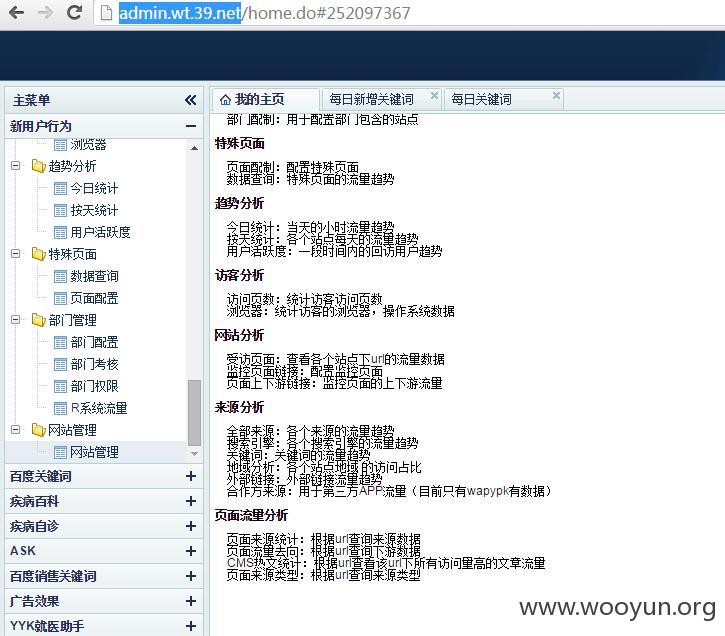 admin.wt.39.net/home.do#252097367
主菜单
新用户行为
浏览器
趋势分析
今日统计
按天统计
用户活跃度
特殊页面
数据查询
页面配置
部门管理
部门配置
部门考核
部门权限
R系统流量
网站管理
网站管理
百度关键词
疾病百科
疾病自诊
ASK
百度销售关键词
广告效果
YYK就医助手
我的主页
每日新增关键词
每日关键词
部门配制：用于配置部门包含的站点
特殊页面
页面配制：配置特殊页面
数据查询：特殊页面的流量趋势
趋势分析
今日统计：当天的小时流量趋势
按天统计：各个站点每天的流量趋势
用户活跃度：一段时间内的回访用户趋势
访客分析
访问页数：统计访客访问页数
浏览器：统计访客的浏览器，操作系统数据
网站分析
受访页面：查看各个站点下url的流量数据
监控页面链接：配置监控页面
页面上下游链接：监控页面的上下游流量
来源分析
全部来源：各个来源的流量趋势
搜索引擎：各个搜索引擎的流量趋势
关键词：关键词的流量趋势
地域分析：各个站点地域的访问占比
外部链接：外部链接流量趋势
合作方来源：用于第三方APP流量（目前只有wapypk有数据）
页面流量分析
页面来源统计：根据url查询来源数据
页面流量去向：根据url查询下游数据
CMS热文统计：根据url查看该url下所有访问量高的文章流量
页面来源类型：根据url查询来源类型
www.wooyun.org